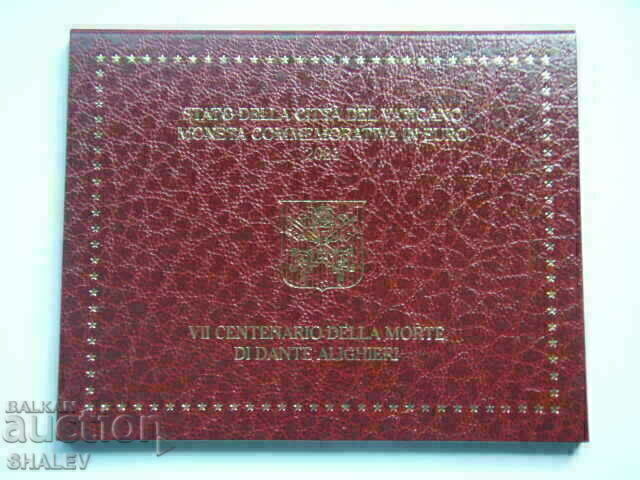 STATO DELLA CITTÀ DEL VATICANO
MONETA COMMEMORATIVA IN EURO
VII CENTENARIO DELLA MORTE
DI DANTE ALIGHIERI
BALKAN
auction
SHALEV